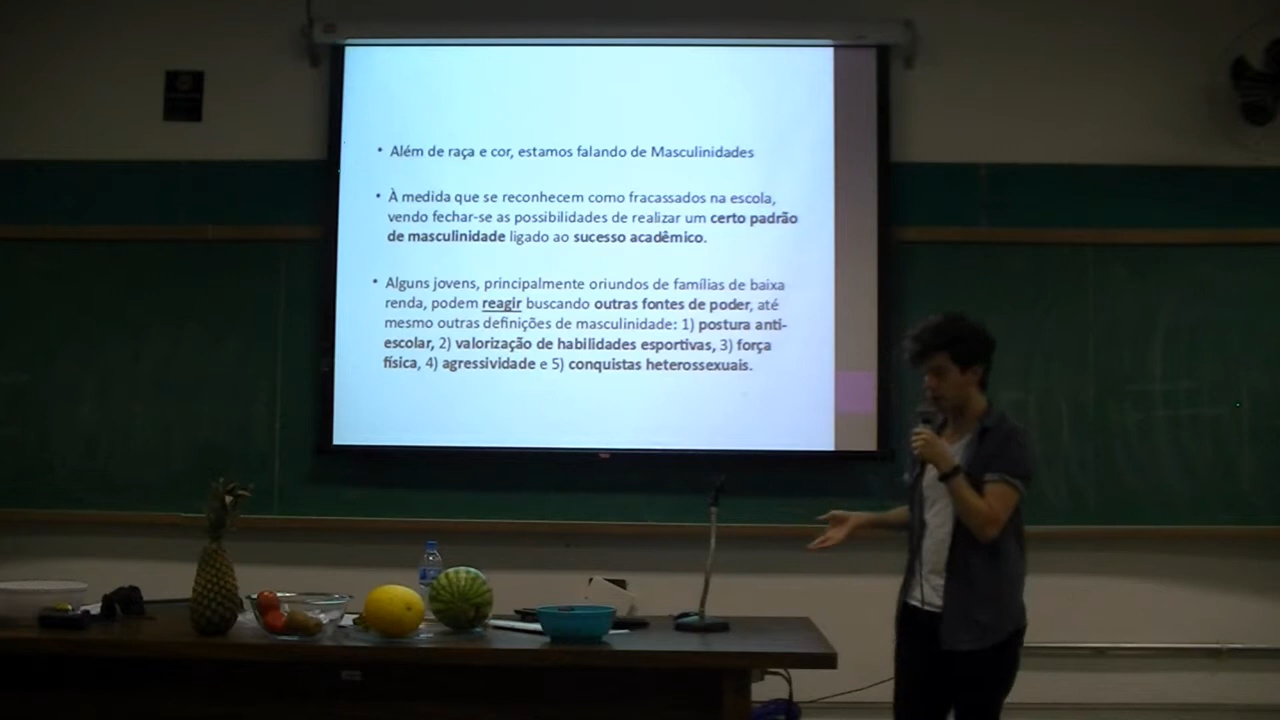 • Além de raça e cor, estamos falando de Masculinidades
• À medida que se reconhecem como fracassados na escola,
vendo fechar-se as possibilidades de realizar um certo padrão
de masculinidade ligado ao sucesso acadêmico.
• Alguns jovens, principalmente oriundos de famílias de baixa
renda, podem reagir buscando outras fontes de poder, até
mesmo outras definições de masculinidade: 1) postura anti-
escolar, 2) valorização de habilidades esportivas, 3) força
física, 4) agressividade e 5) conquistas heterossexuais.